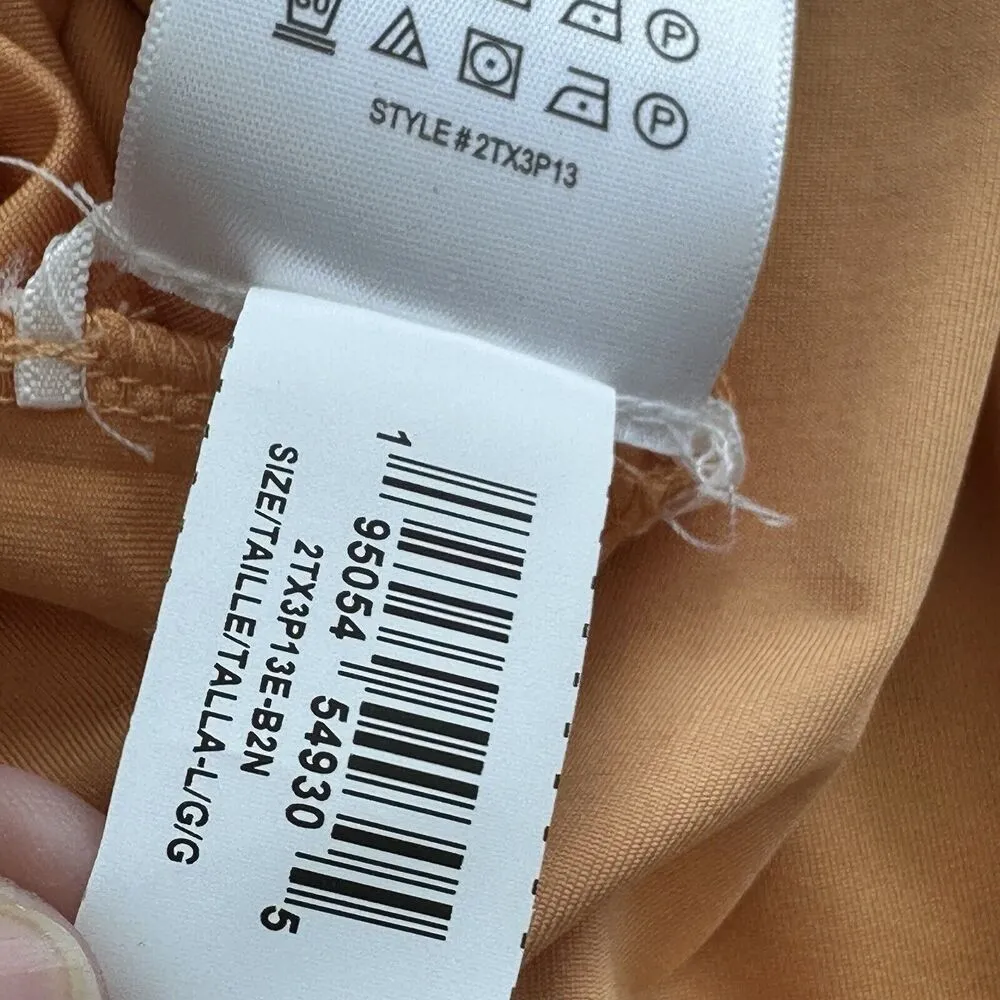 P
P
STYLE # 2TX3P13
1 95054 54930 5
2TX3P13E-B2N
SIZE/TAILLE/TALLA-L/G/G